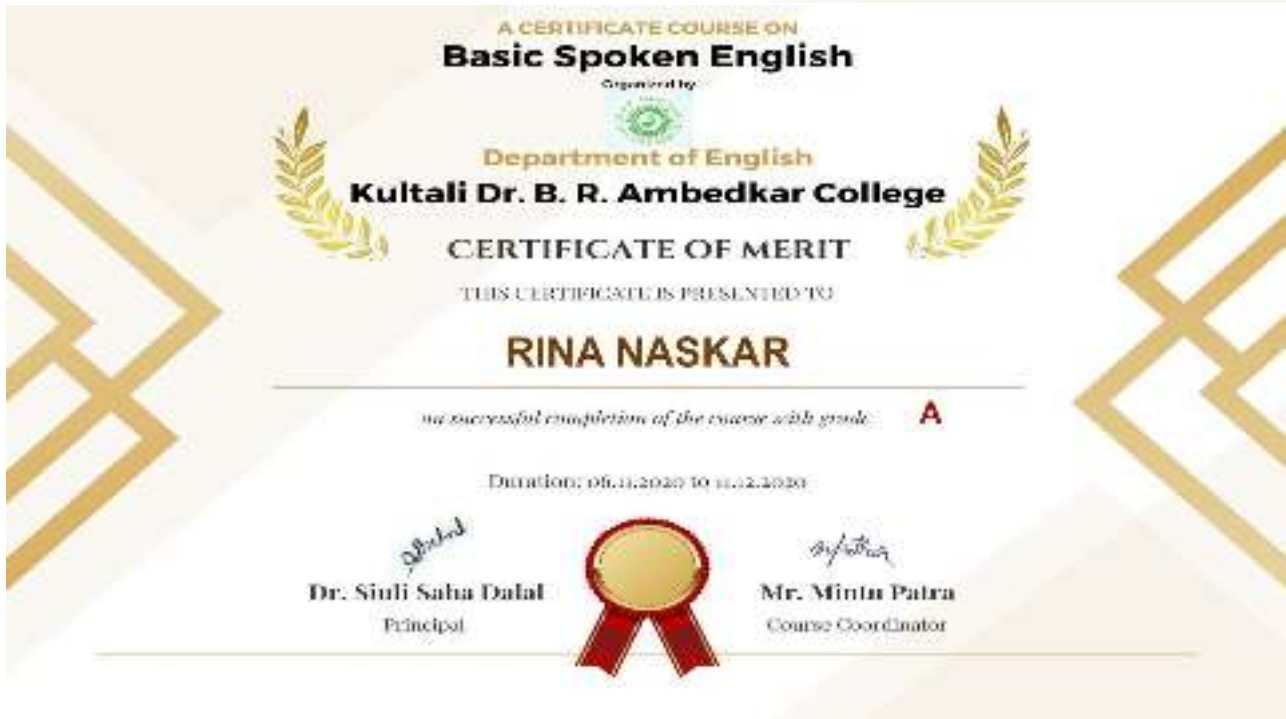 A CERTIFICATE COURSE ON
Basic Spoken English
Organized by
Department of English
Kultali Dr. B. R. Ambedkar College
CERTIFICATE OF MERIT
THIS CERTIFICATE IS PRESENTED TO
RINA NASKAR
on successful completion of the course with grade A
Duration: 06.11.2020 to 11.12.2020
Dr. Siuli Saha Dalal
Principal
Mr. Mintu Patra
Course Coordinator